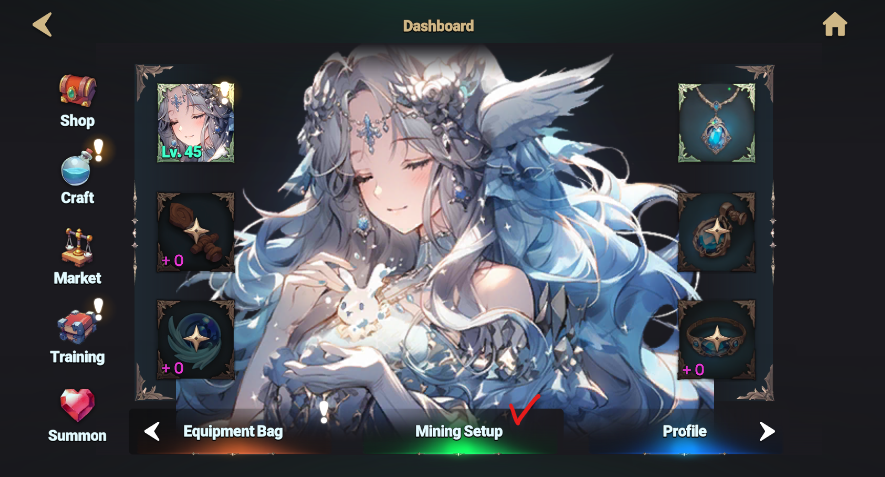 Dashboard
Shop
Craft
Market
Training
Summon
Lv. 45
+ 0
+ 0
+ 0
Equipment Bag
Mining Setup
Profile